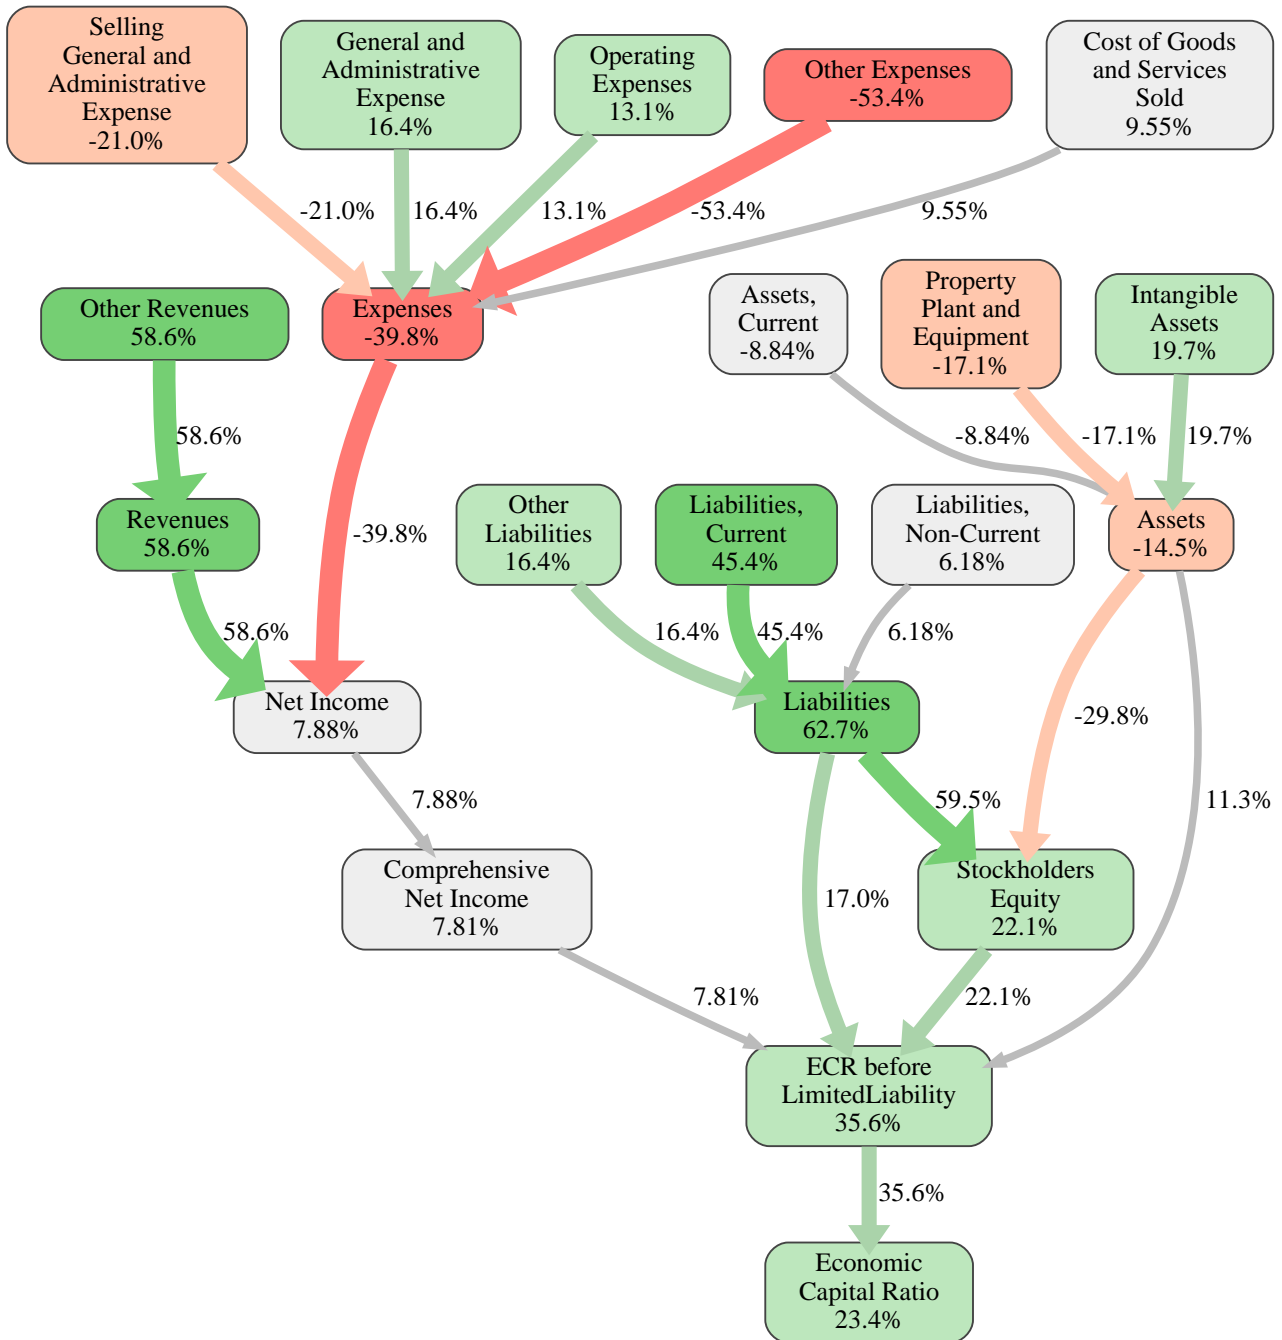 Selling
General and
Administrative
Expense
-21.0%
General and
Administrative
Expense
16.4%
Operating
Expenses
13.1%
Other Expenses
-53.4%
Cost of Goods
and Services
Sold
9.55%
-21.0%
16.4%
13.1%
-53.4%
9.55%
Other Revenues
58.6%
Expenses
-39.8%
Assets,
Current
-8.84%
Property
Plant and
Equipment
-17.1%
Intangible
Assets
19.7%
58.6%
-39.8%
-8.84%
-17.1%
19.7%
Revenues
58.6%
Other
Liabilities
16.4%
Liabilities,
Current
45.4%
Liabilities,
Non-Current
6.18%
Assets
-14.5%
58.6%
16.4%
45.4%
6.18%
Net Income
7.88%
Liabilities
62.7%
-29.8%
7.88%
59.5%
11.3%
Comprehensive
Net Income
7.81%
17.0%
Stockholders
Equity
22.1%
7.81%
22.1%
ECR before
LimitedLiability
35.6%
35.6%
Economic
Capital Ratio
23.4%